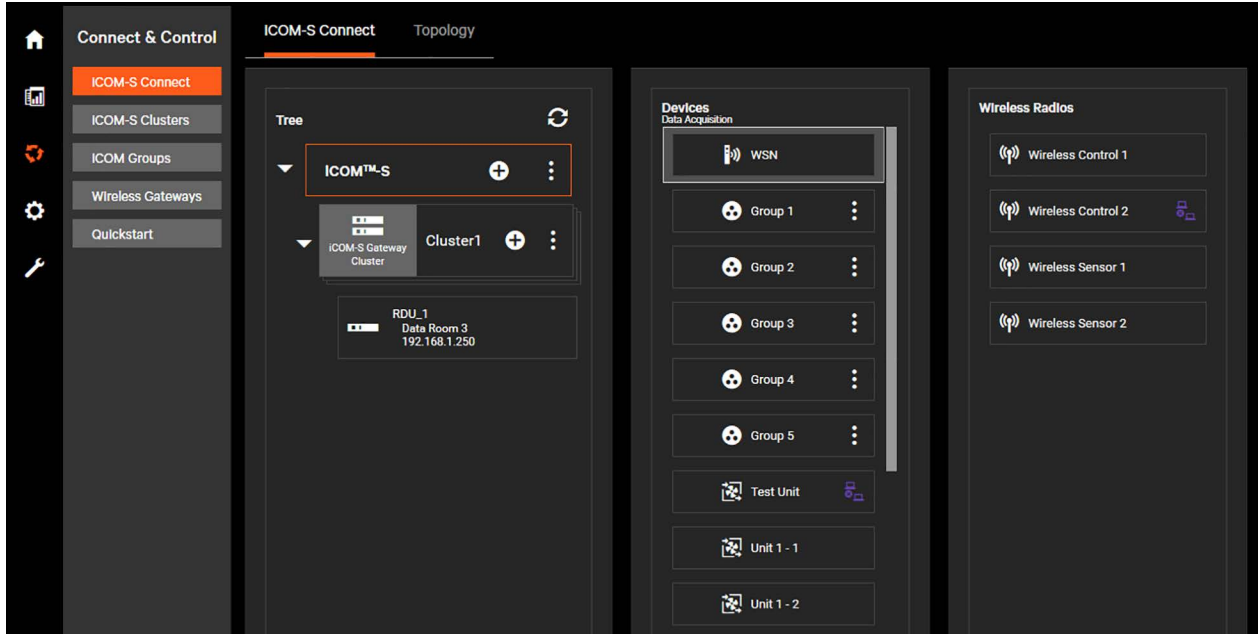 Connect & Control
ICOM-S Connect
ICOM-S Clusters
ICOM Groups
Wireless Gateways
Quickstart
ICOM-S Connect
Topology
Tree
ICOM™-S
iCOM-S Gateway
Cluster
Cluster1
RDU_1
Data Room 3
192.168.1.250
Devices
Data Acquisition
WSN
Group 1
Group 2
Group 3
Group 4
Group 5
Test Unit
Unit 1 - 1
Unit 1 - 2
Wireless Radios
Wireless Control 1
Wireless Control 2
Wireless Sensor 1
Wireless Sensor 2